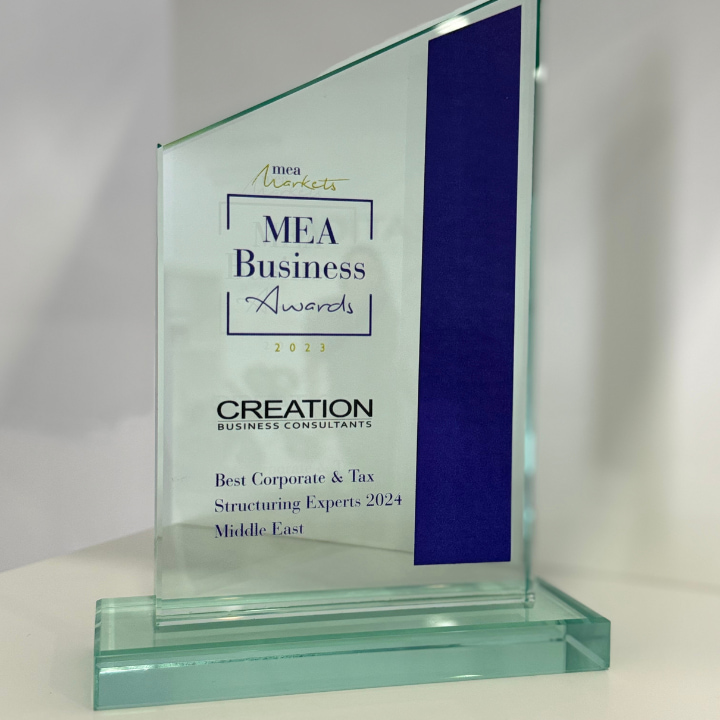 mea
Markets
MEA
Business
Awards
2023
CREATION
BUSINESS CONSULTANTS
Best Corporate & Tax
Structuring Experts 2024
Middle East